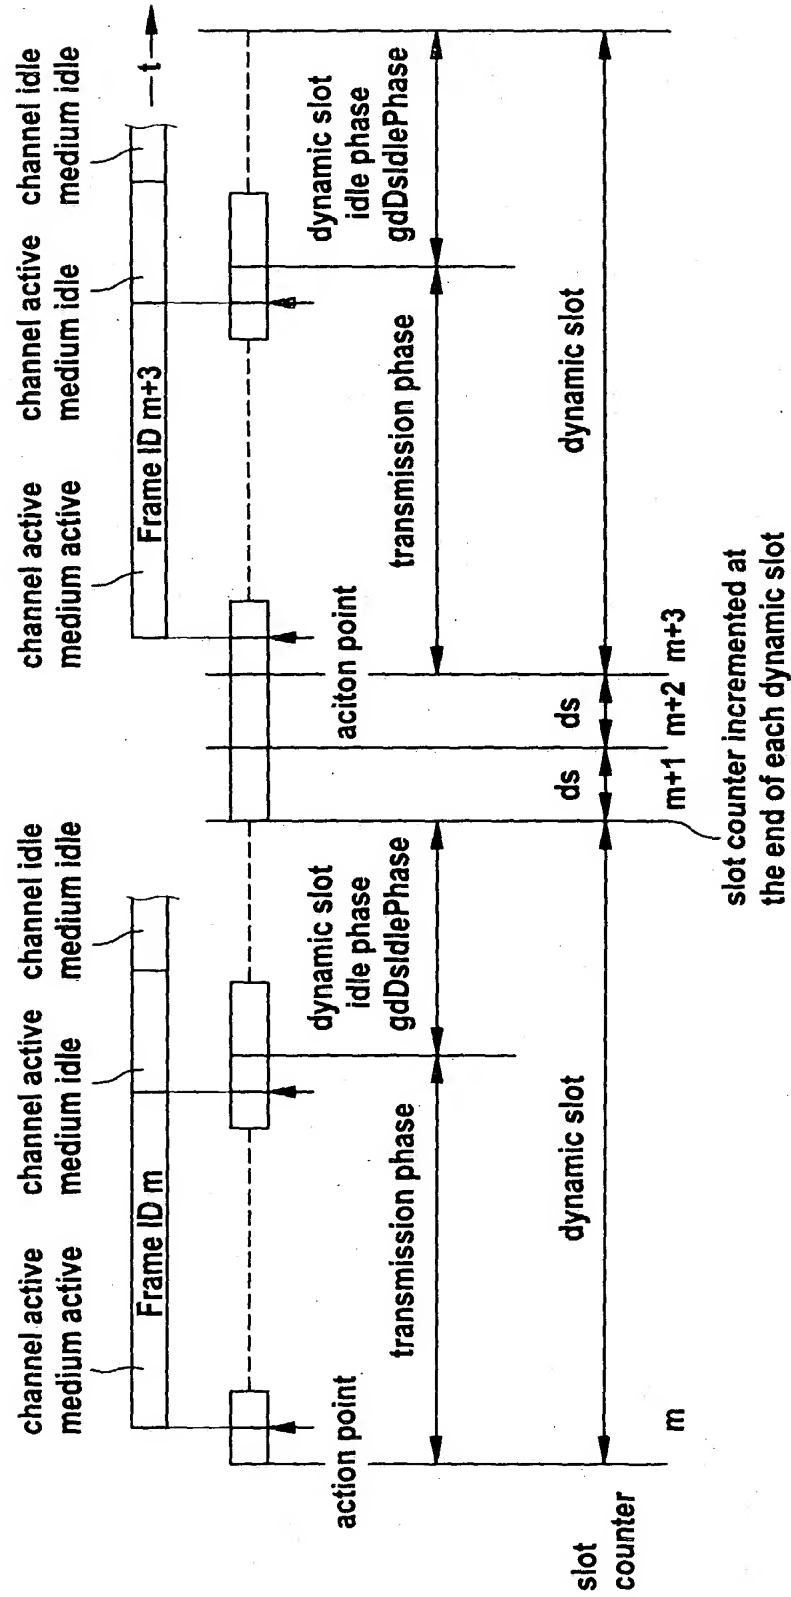 channel active
medium active
channel active
medium idle
channel idle
medium idle
channel active
medium active
channel active
medium idle
channel idle
medium idle
t
Frame ID m
Frame ID m+3
action point
dynamic slot
idle phase
gdDsIdlePhase
aciton point
dynamic slot
idle phase
gdDsIdlePhase
transmission phase
transmission phase
dynamic slot
ds
ds
dynamic slot
slot
counter
m
m+1
m+2
m+3
slot counter incremented at
the end of each dynamic slot